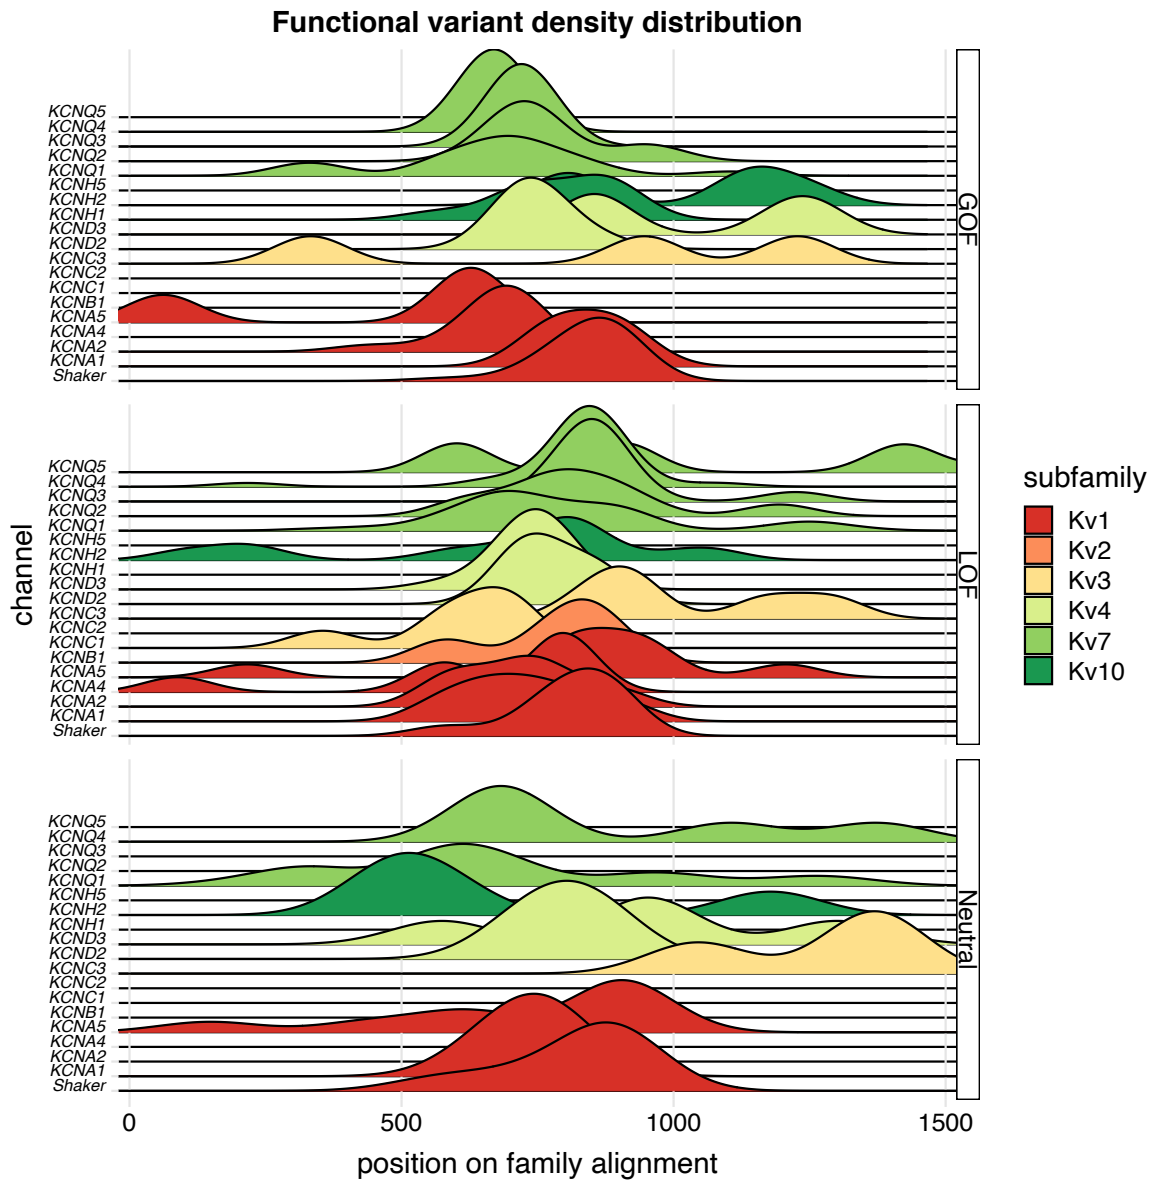 Functional variant density distribution
KCNQ5
KCNQ4
KCNQ3
KCNQ2
KCNQ1
KCNH5
KCNH2
KCNH1
KCND3
KCND2
KCNC3
KCNC2
KCNC1
KCNB1
KCNA5
KCNA4
KCNA2
KCNA1
Shaker
GOF
KCNQ5
KCNQ4
KCNQ3
KCNQ2
KCNQ1
KCNH5
KCNH2
KCNH1
KCND3
KCND2
KCNC3
KCNC2
KCNC1
KCNB1
KCNA5
KCNA4
KCNA2
KCNA1
Shaker
LOF
KCNQ5
KCNQ4
KCNQ3
KCNQ2
KCNQ1
KCNH5
KCNH2
KCNH1
KCND3
KCND2
KCNC3
KCNC2
KCNC1
KCNB1
KCNA5
KCNA4
KCNA2
KCNA1
Shaker
Neutral
channel
0 500 1000 1500
position on family alignment
subfamily
Kv1
Kv2
Kv3
Kv4
Kv7
Kv10